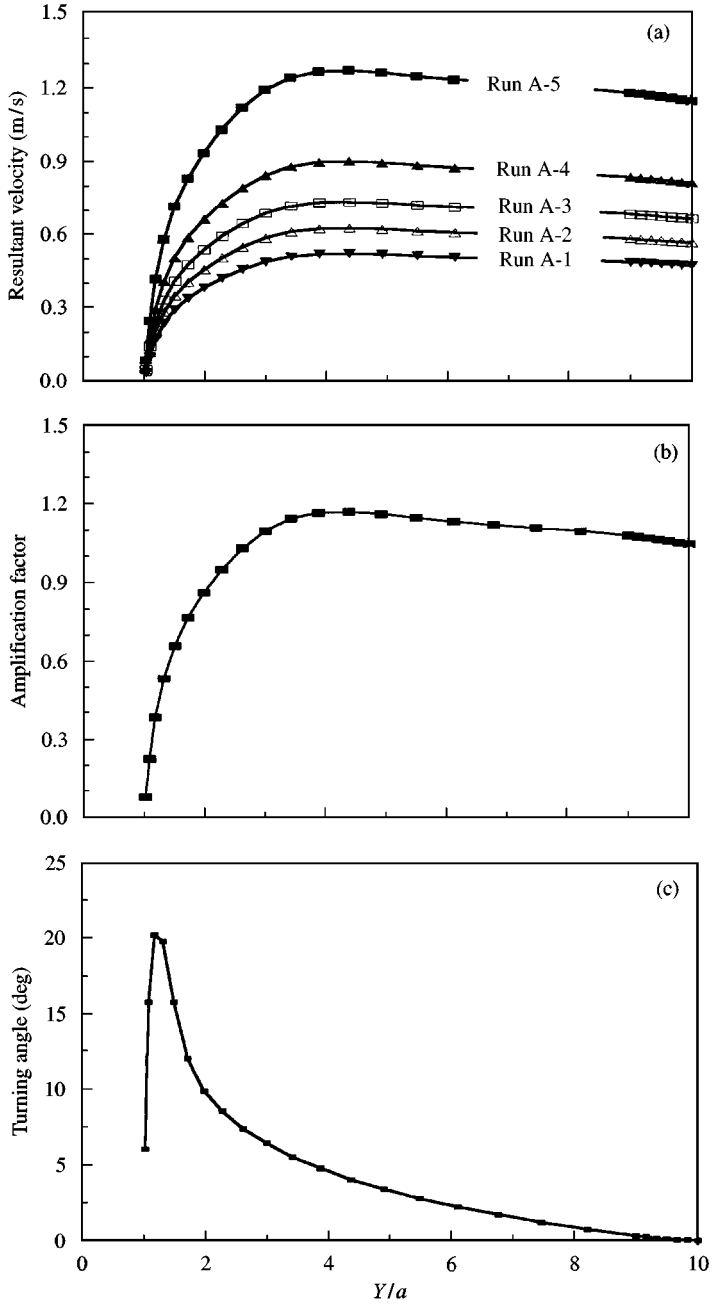 (a)
1.5
1.2
0.9
0.6
0.3
0.0
Resultant velocity (m/s)
Run A-5
Run A-4
Run A-3
Run A-2
Run A-1
(b)
1.5
1.2
0.9
0.6
0.3
0.0
Amplification factor
(c)
25
20
15
10
5
0
Turning angle (deg)
0 2 4 6 8 10
Y/a